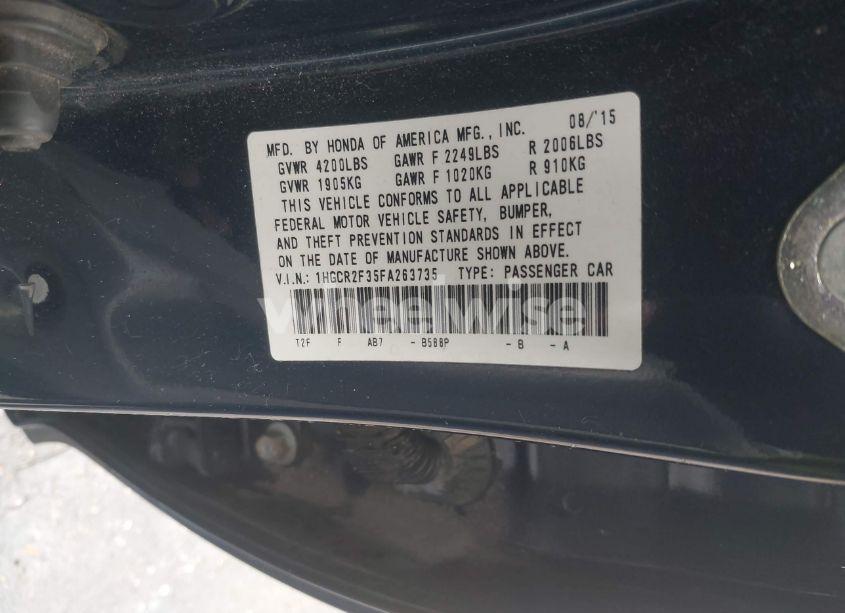 MFD. BY HONDA OF AMERICA MFG., INC. 08/'15
GVWR 4200LBS GAWR F 2249LBS R 2006LBS
GVWR 1905KG GAWR F 1020KG R 910KG
THIS VEHICLE CONFORMS TO ALL APPLICABLE
FEDERAL MOTOR VEHICLE SAFETY, BUMPER,
AND THEFT PREVENTION STANDARDS IN EFFECT
ON THE DATE OF MANUFACTURE SHOWN ABOVE.
V.I.N.: 1HGCR2F35FA263735 TYPE: PASSENGER CAR
wheelwise
T2F F AB7 - B588P - B - A